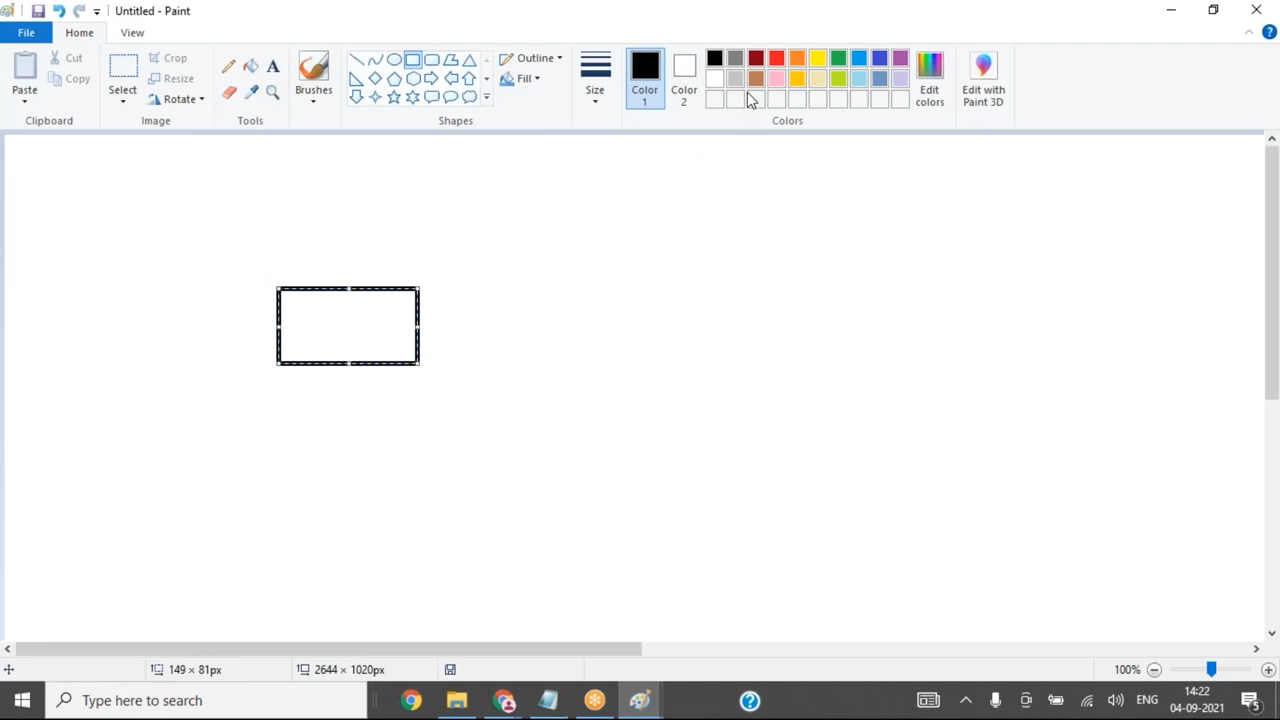 Untitled - Paint
File Home View
Paste
Cut
Copy
Clipboard
Select
Crop
Resize
Rotate
Image
A
Tools
Brushes
Outline
Fill
Shapes
Size
Color 1
Color 2
Edit colors
Colors
Edit with Paint 3D
149 × 81px
2644 × 1020px
100%
Type here to search
ENG
14:22
04-09-2021
5